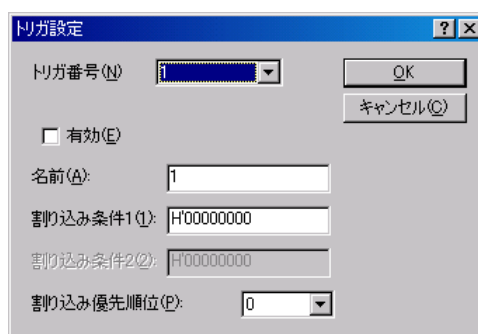 トリガ設定
トリガ番号(N) 1
OK
キャンセル(C)
有効(E)
名前(A): 1
割り込み条件1(1): H'00000000
割り込み条件2(2): H'00000000
割り込み優先順位(P): 0